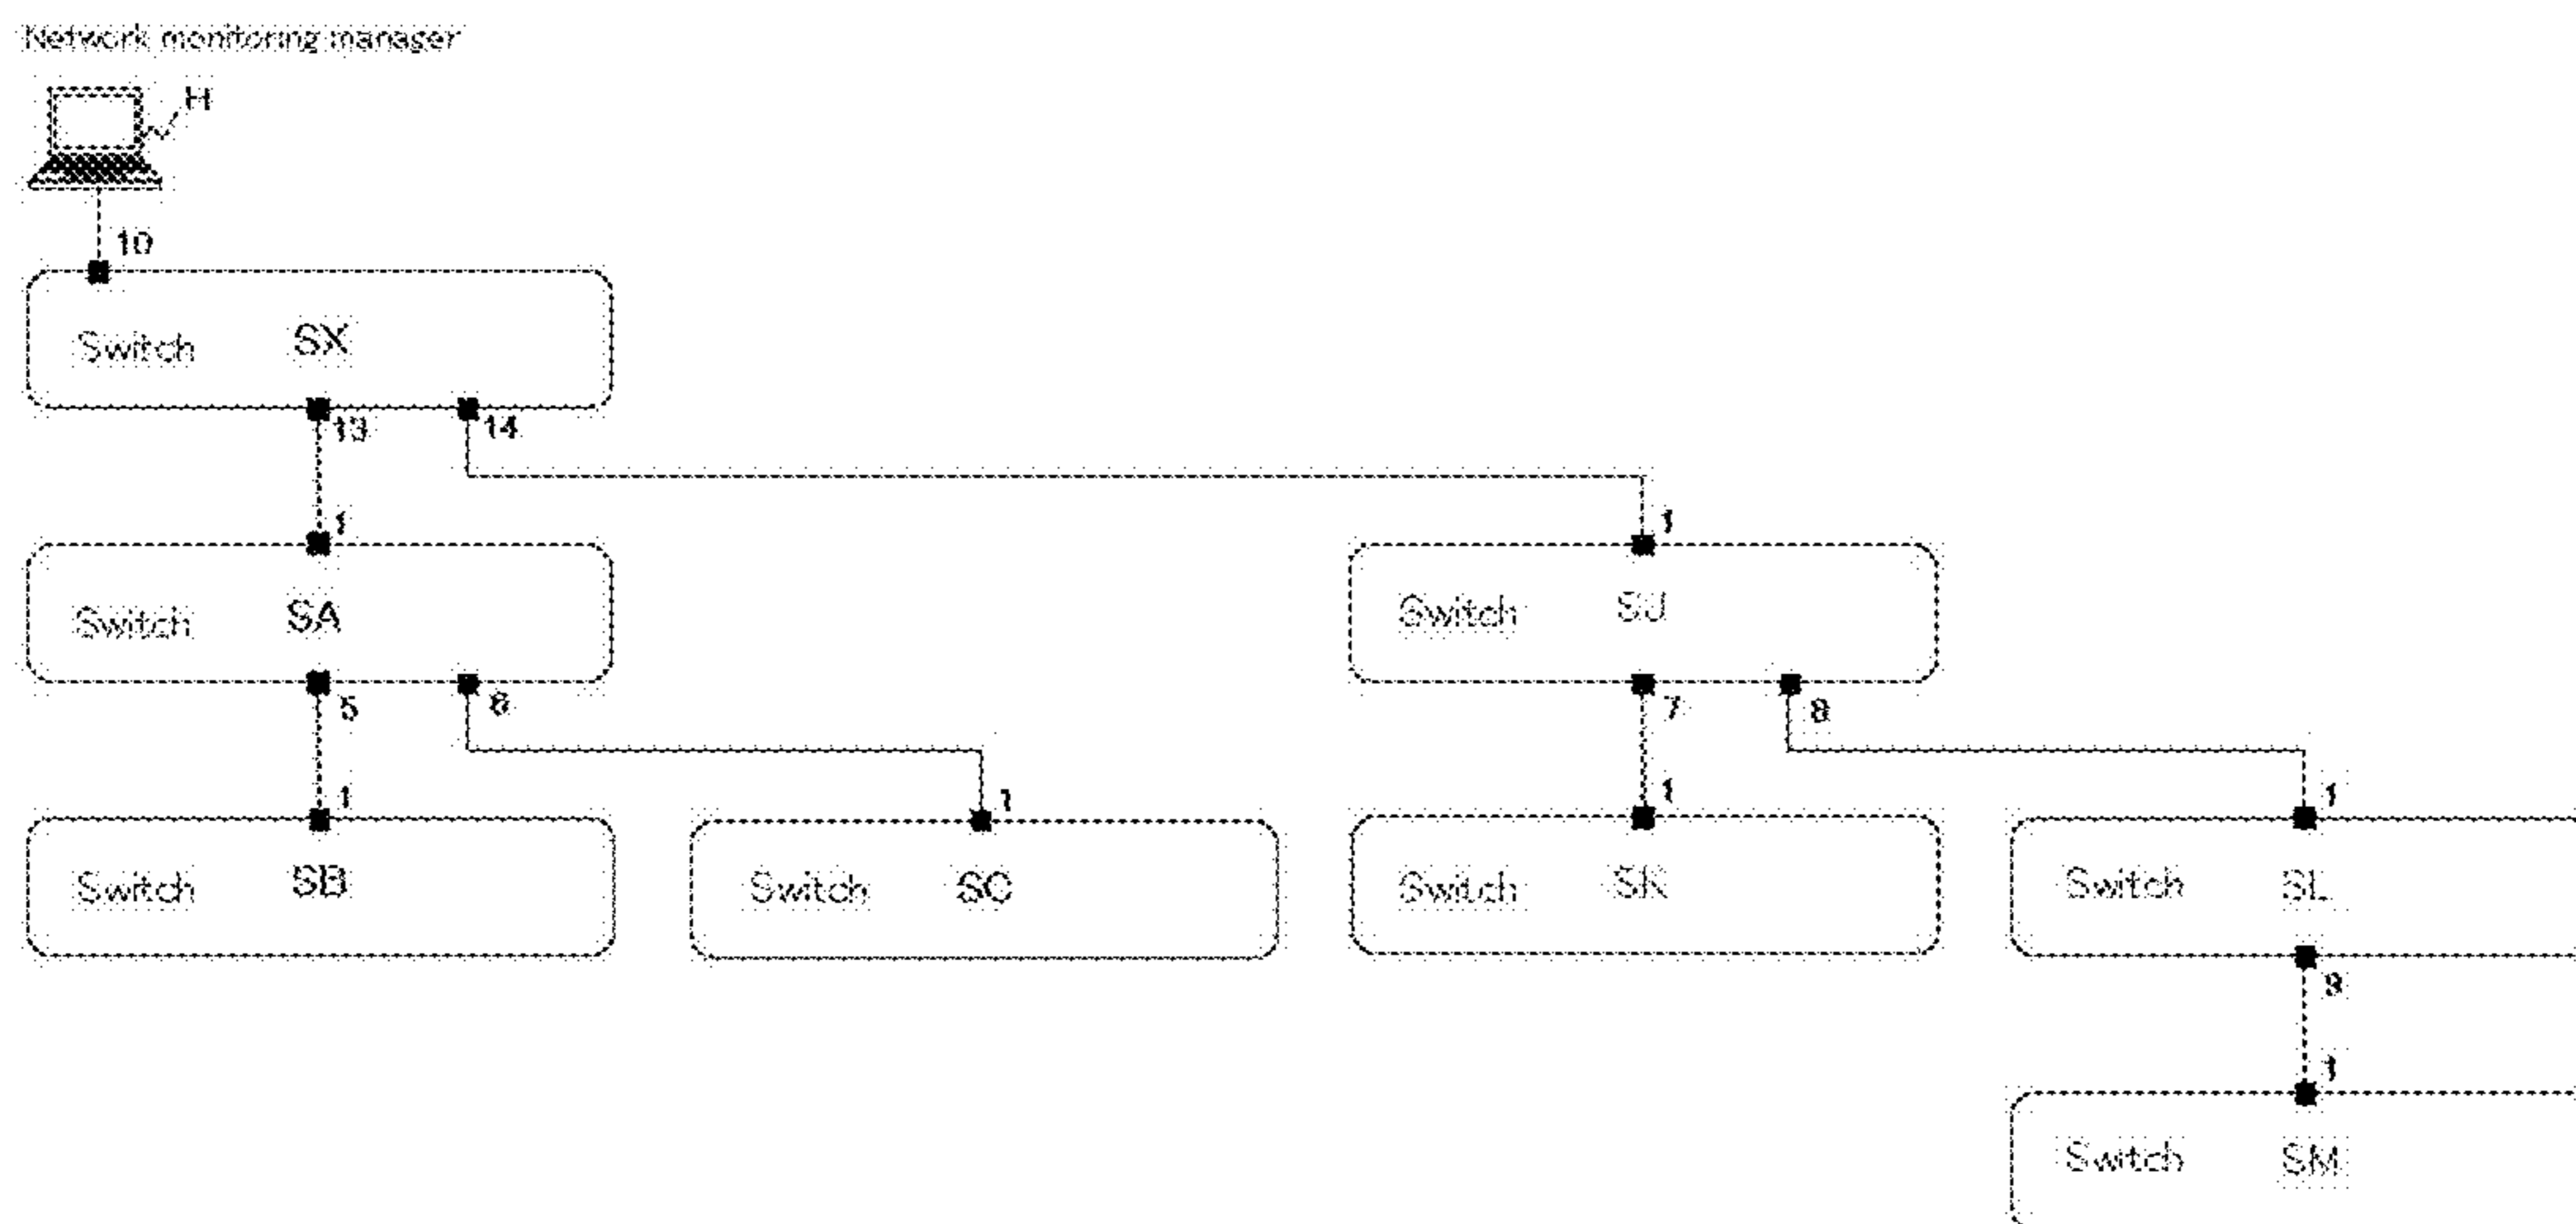 Network monitoring manager
H
10
Switch SX
13 14
1 1
Switch SA Switch SJ
5 6 7 8
1 1 1 1
Switch SB Switch SC Switch SK Switch SL
9
1
Switch SM